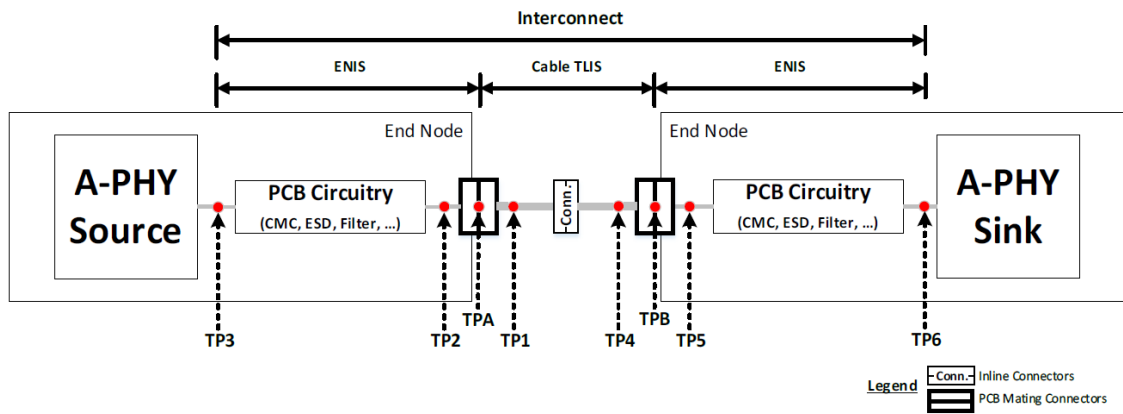 Interconnect
ENIS
Cable TLIS
ENIS
End Node
End Node
A-PHY
Source
PCB Circuitry
(CMC, ESD, Filter, ...)
Conn.
PCB Circuitry
(CMC, ESD, Filter, ...)
A-PHY
Sink
TP3
TP2
TPA
TP1
TP4
TPB
TP5
TP6
Legend
Conn.
Inline Connectors
PCB Mating Connectors